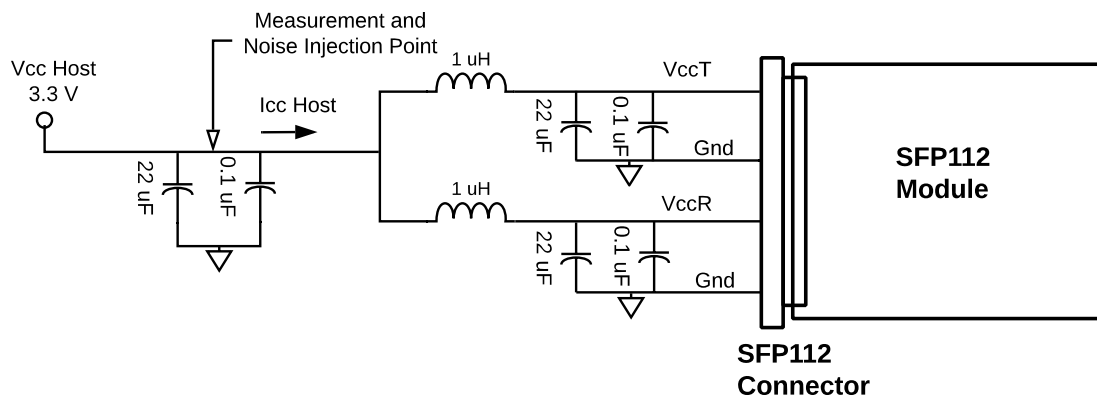 Measurement and
Noise Injection Point
Vcc Host
3.3 V
Icc Host
22 uF
0.1 uF
1 uH
VccT
22 uF
0.1 uF
Gnd
1 uH
VccR
22 uF
0.1 uF
Gnd
SFP112
Module
SFP112
Connector